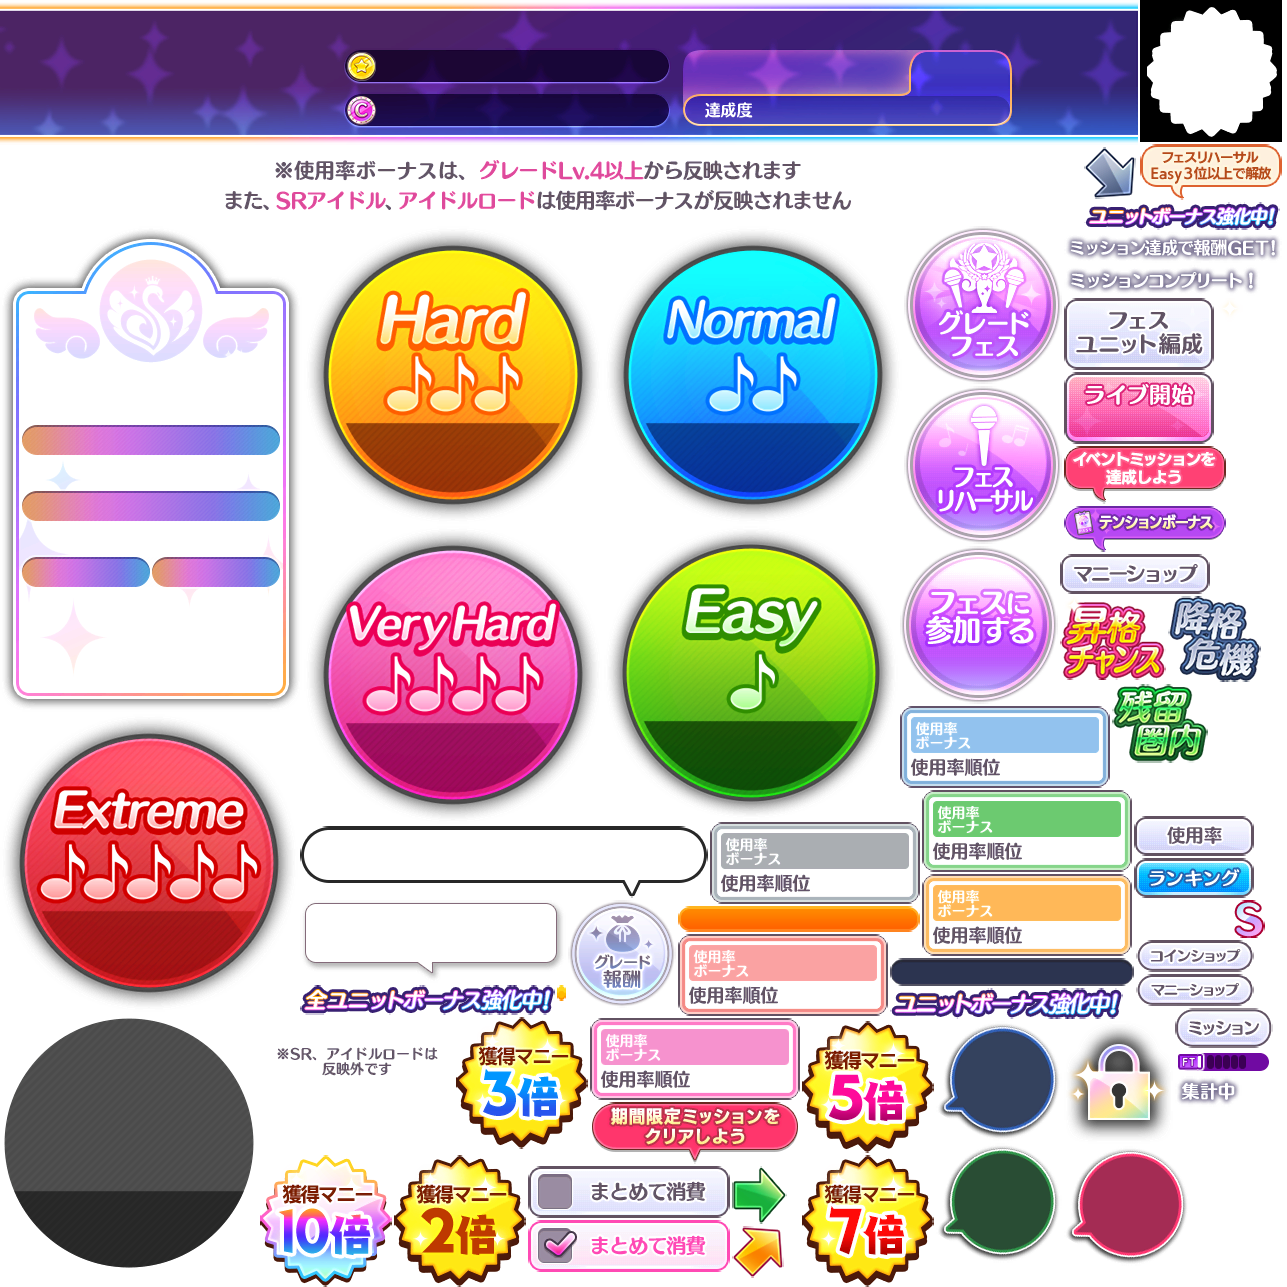 達成度
※使用率ボーナスは、グレードLv.4以上から反映されます
また、SRアイドル、アイドルロードは使用率ボーナスが反映されません
フェスリハーサル
Easy3位以上で解放
ユニットボーナス強化中!
ミッション達成で報酬GET!
ミッションコンプリート!
Hard
Normal
グレード
フェス
フェス
ユニット編成
ライブ開始
イベントミッションを
達成しよう
フェス
リハーサル
テンションボーナス
マニーショップ
Very Hard
Easy
フェスに
参加する
昇格
チャンス
降格
危機
残留
圏内
使用率
ボーナス
使用率順位
Extreme
使用率
ボーナス
使用率順位
使用率
ボーナス
使用率順位
使用率
ランキング
使用率
ボーナス
使用率順位
S
グレード
報酬
使用率
ボーナス
使用率順位
コインショップ
マニーショップ
全ユニットボーナス強化中!
ユニットボーナス強化中!
ミッション
※SR、アイドルロードは
反映外です
獲得マニー
3倍
使用率
ボーナス
使用率順位
獲得マニー
5倍
FT
集計中
期間限定ミッションを
クリアしよう
獲得マニー
10倍
獲得マニー
2倍
まとめて消費
まとめて消費
獲得マニー
7倍
C